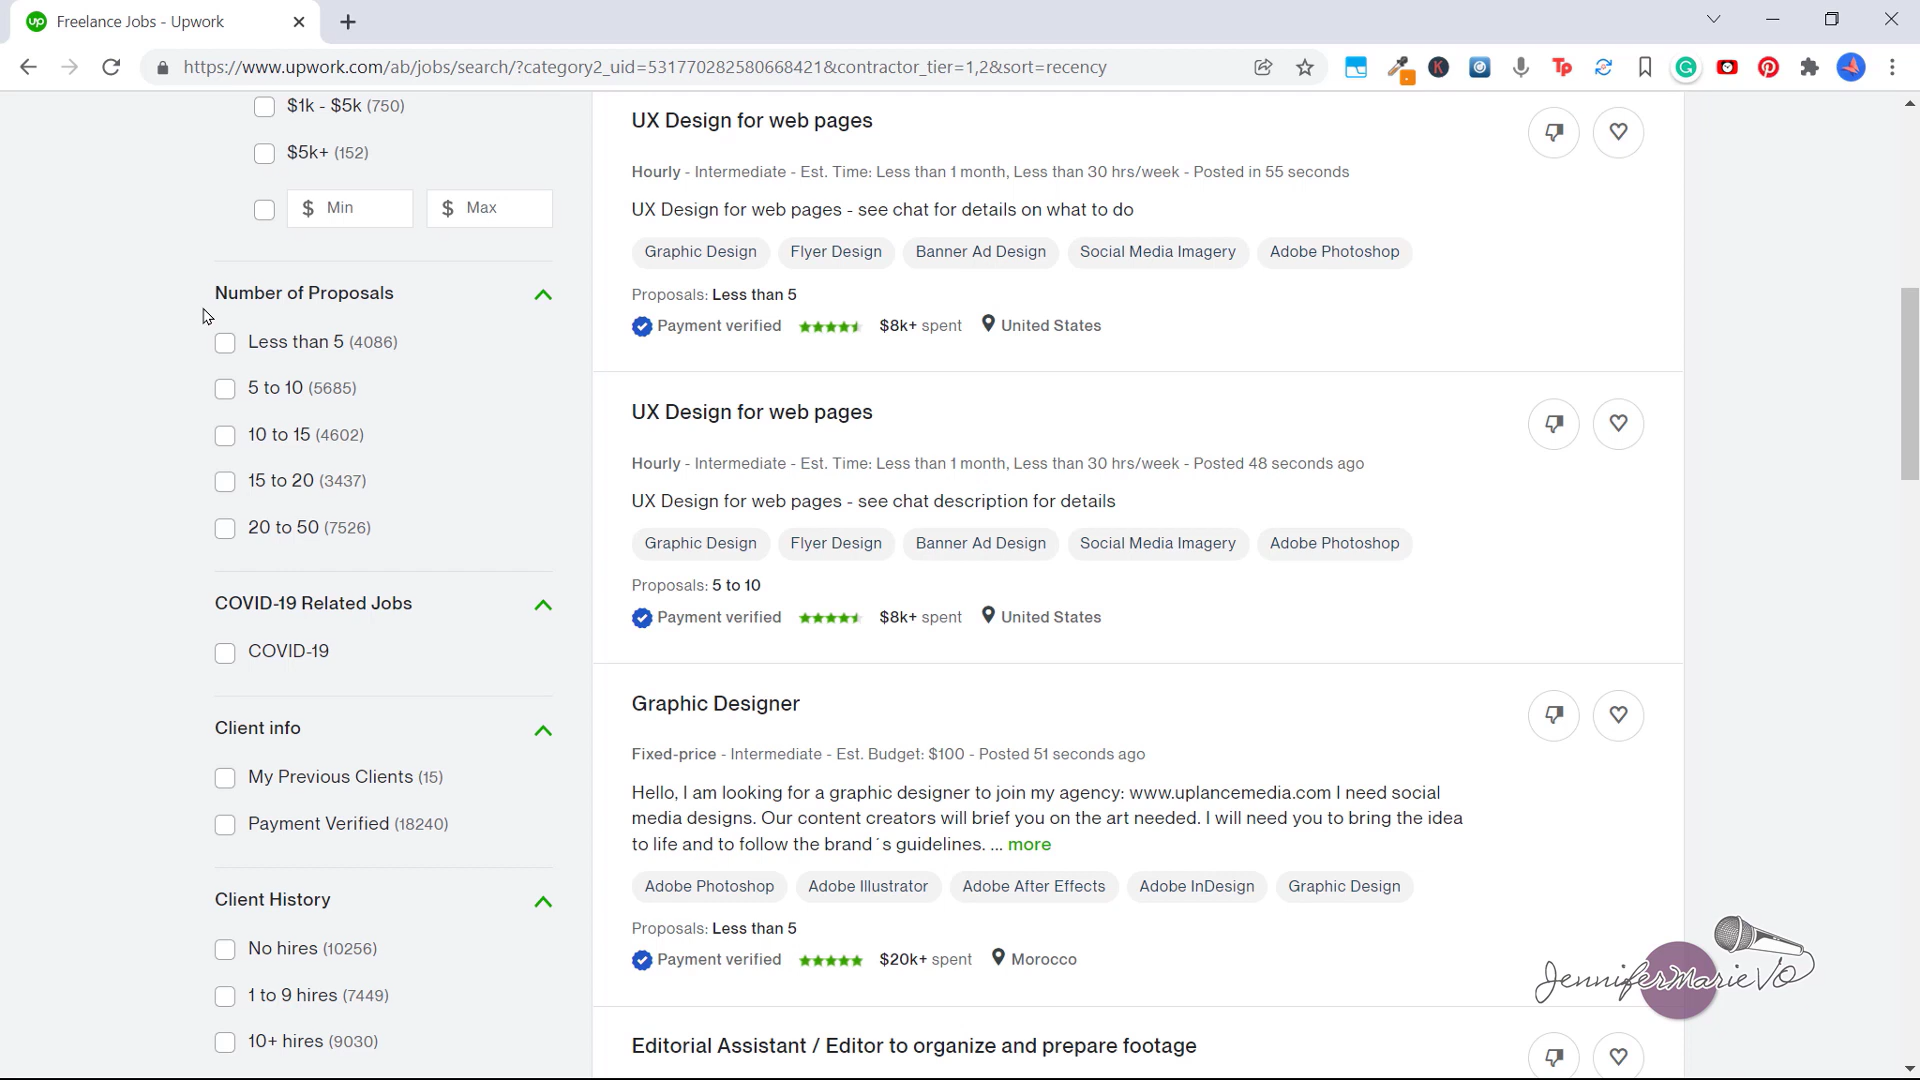 up Freelance Jobs - Upwork
https://www.upwork.com/ab/jobs/search/?category2_uid=531770282580668421&contractor_tier=1,2&sort=recency
K
Tp
$1k - $5k (750)
$5k+ (152)
$ Min $ Max
Number of Proposals
Less than 5 (4086)
5 to 10 (5685)
10 to 15 (4602)
15 to 20 (3437)
20 to 50 (7526)
COVID-19 Related Jobs
COVID-19
Client info
My Previous Clients (15)
Payment Verified (18240)
Client History
No hires (10256)
1 to 9 hires (7449)
10+ hires (9030)
UX Design for web pages
Hourly - Intermediate - Est. Time: Less than 1 month, Less than 30 hrs/week - Posted in 55 seconds
UX Design for web pages - see chat for details on what to do
Graphic Design Flyer Design Banner Ad Design Social Media Imagery Adobe Photoshop
Proposals: Less than 5
Payment verified $8k+ spent United States
UX Design for web pages
Hourly - Intermediate - Est. Time: Less than 1 month, Less than 30 hrs/week - Posted 48 seconds ago
UX Design for web pages - see chat description for details
Graphic Design Flyer Design Banner Ad Design Social Media Imagery Adobe Photoshop
Proposals: 5 to 10
Payment verified $8k+ spent United States
Graphic Designer
Fixed-price - Intermediate - Est. Budget: $100 - Posted 51 seconds ago
Hello, I am looking for a graphic designer to join my agency: www.uplancemedia.com I need social
media designs. Our content creators will brief you on the art needed. I will need you to bring the idea
to life and to follow the brand´s guidelines. ... more
Adobe Photoshop Adobe Illustrator Adobe After Effects Adobe InDesign Graphic Design
Proposals: Less than 5
Payment verified $20k+ spent Morocco
Editorial Assistant / Editor to organize and prepare footage
JenniferMarieVO